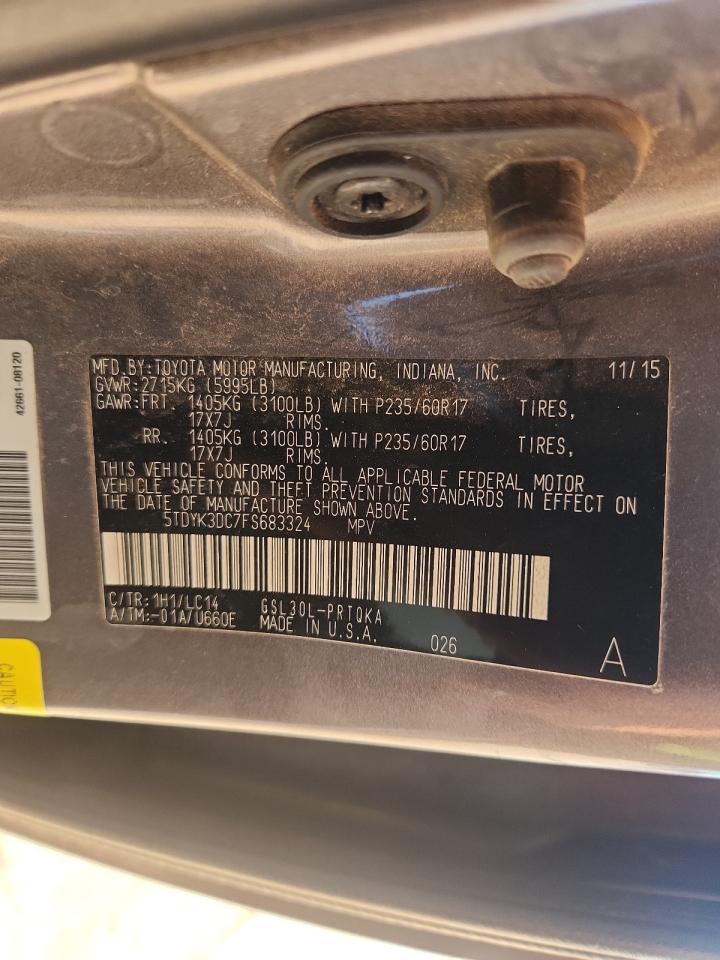 MFD.BY:TOYOTA MOTOR MANUFACTURING, INDIANA, INC. 11/15
GVWR:2715KG (5995LB)
GAWR:FRT. 1405KG (3100LB) WITH P235/60R17 TIRES,
17X7J RIMS.
RR. 1405KG (3100LB) WITH P235/60R17 TIRES,
17X7J RIMS.
THIS VEHICLE CONFORMS TO ALL APPLICABLE FEDERAL MOTOR
VEHICLE SAFETY AND THEFT PREVENTION STANDARDS IN EFFECT ON
THE DATE OF MANUFACTURE SHOWN ABOVE.
5TDYK3DC7FS683324 MPV
C/TR:1H1/LC14 GSL30L-PRTQKA
A/TM:-01A/U660E MADE IN U.S.A. 026 A
42661-08120